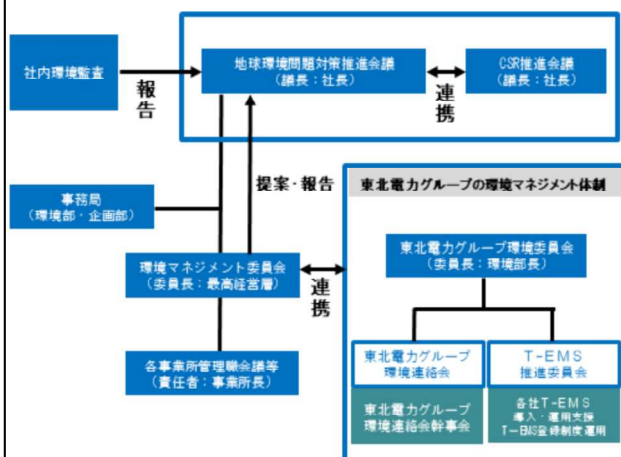 社内環境監査
報告
地球環境問題対策推進会議
(議長:社長)
連携
CSR推進会議
(議長:社長)
提案・報告
事務局
(環境部・企画部)
環境マネジメント委員会
(委員長:最高経営層)
連携
各事業所管理職会議等
(責任者:事業所長)
東北電力グループの環境マネジメント体制
東北電力グループ環境委員会
(委員長:環境部長)
東北電力グループ
環境連絡会
東北電力グループ
環境連絡会幹事会
T-EMS
推進委員会
各社T-EMS
導入・運用支援
T-EMS登録制度運用